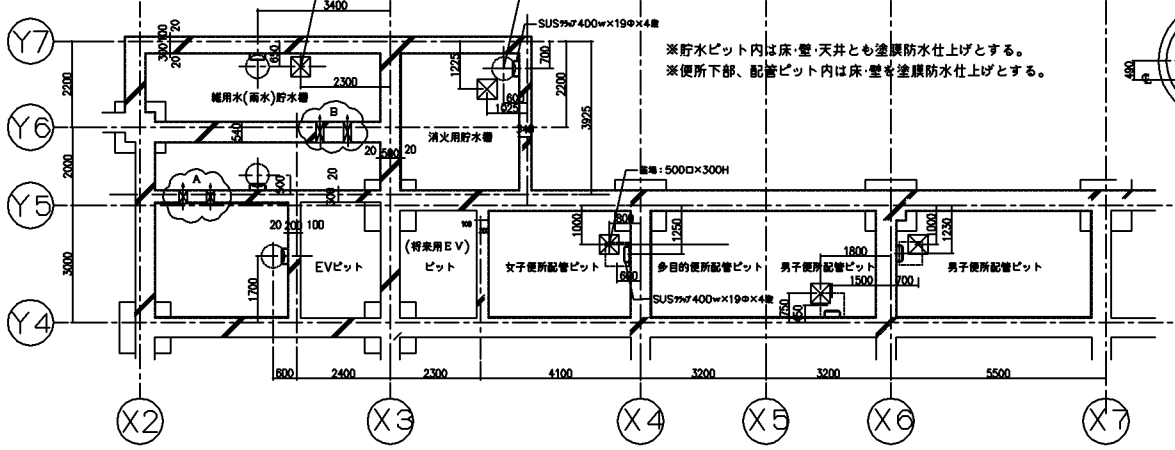 3400
Y7
SUSﾀﾗｯﾌﾟ400w×19Φ×4段
※貯水ピット内は床･壁･天井とも塗膜防水仕上げとする。
※便所下部、配管ピット内は床･壁を塗膜防水仕上げとする。
20
650
1225
700
2200
2300
雑用水(雨水)貯水槽
600
1025
2200
3925
490
Y6
540
B
消火用貯水槽
20
500
20
2000
A
500
20
Y5
釜場：500□×300H
20 200 100
1000
800
1250
1000
1230
3000
EVピット
(将来用EV)
ピット
女子便所配管ピット
多目的便所配管ピット
男子便所配管ピット
男子便所配管ピット
1800
1500
700
1700
SUSﾀﾗｯﾌﾟ400w×19Φ×4段
750
Y4
600
2400
2300
4100
3200
3200
5500
X2
X3
X4
X5
X6
X7